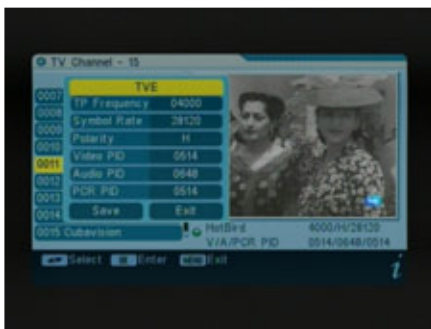 TV Channel - 15
TVE
0007
TP Frequency 04000
0008
Symbol Rate 28120
0009
Polarity H
0010
Video PID 0514
0011
Audio PID 0648
0012
PCR PID 0514
0013
Save Exit
0014
0015 Cubavision
HotBird 4000/H/28120
V/A/PCR PID 0514/0648/0514
Select Enter MENU Exit